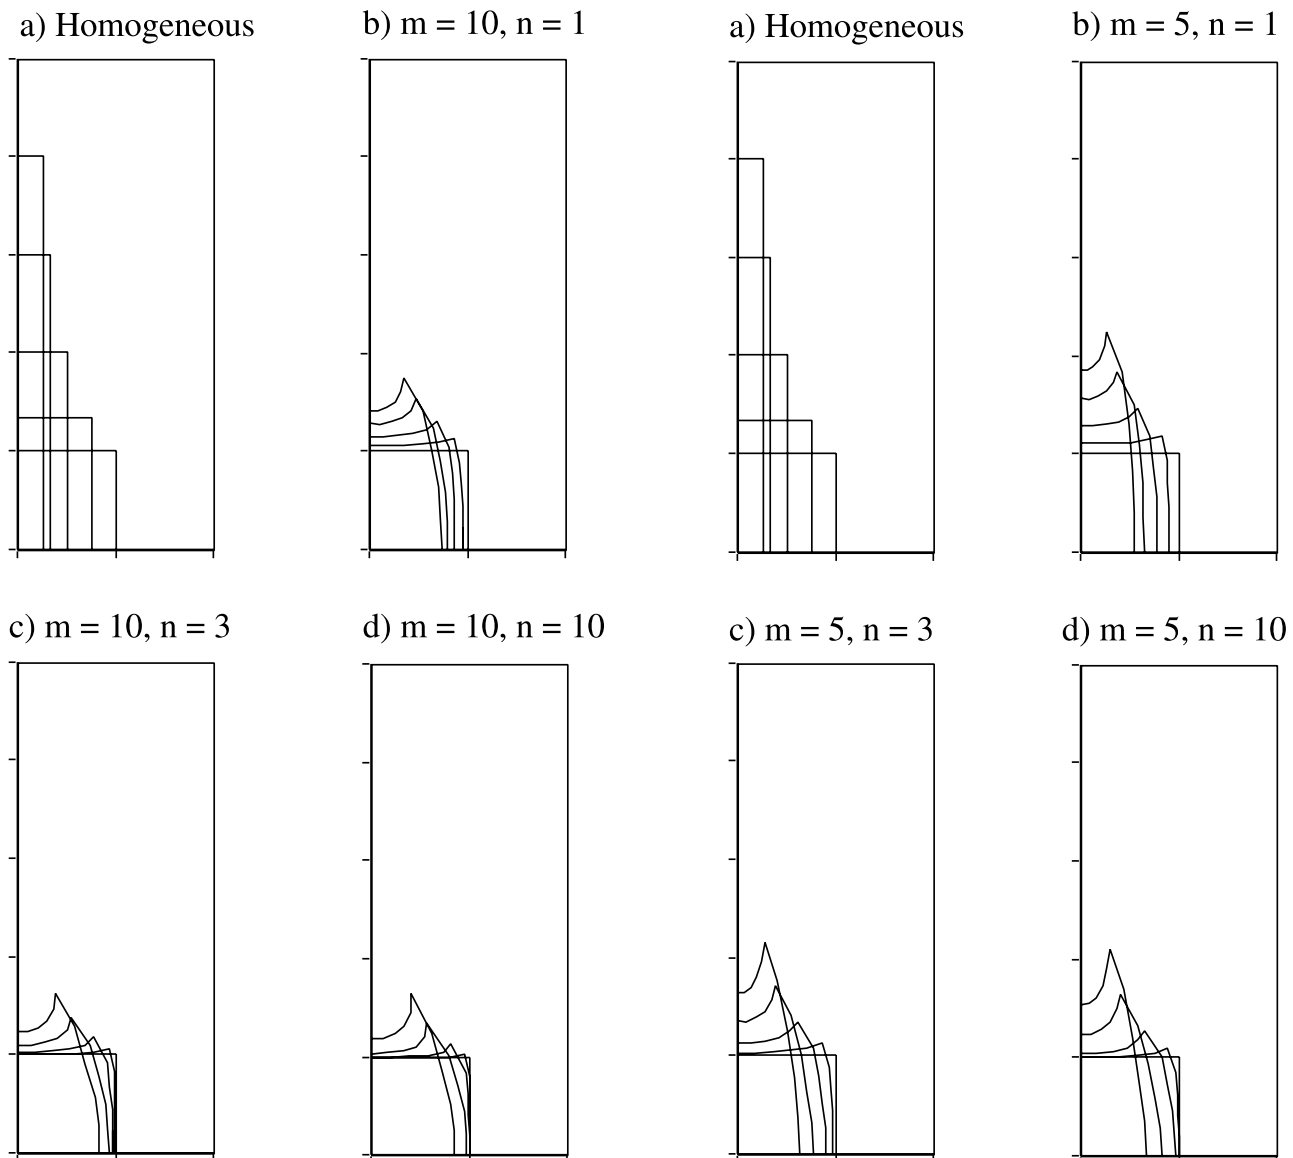 a) Homogeneous
b) m = 10, n = 1
a) Homogeneous
b) m = 5, n = 1
c) m = 10, n = 3
d) m = 10, n = 10
c) m = 5, n = 3
d) m = 5, n = 10